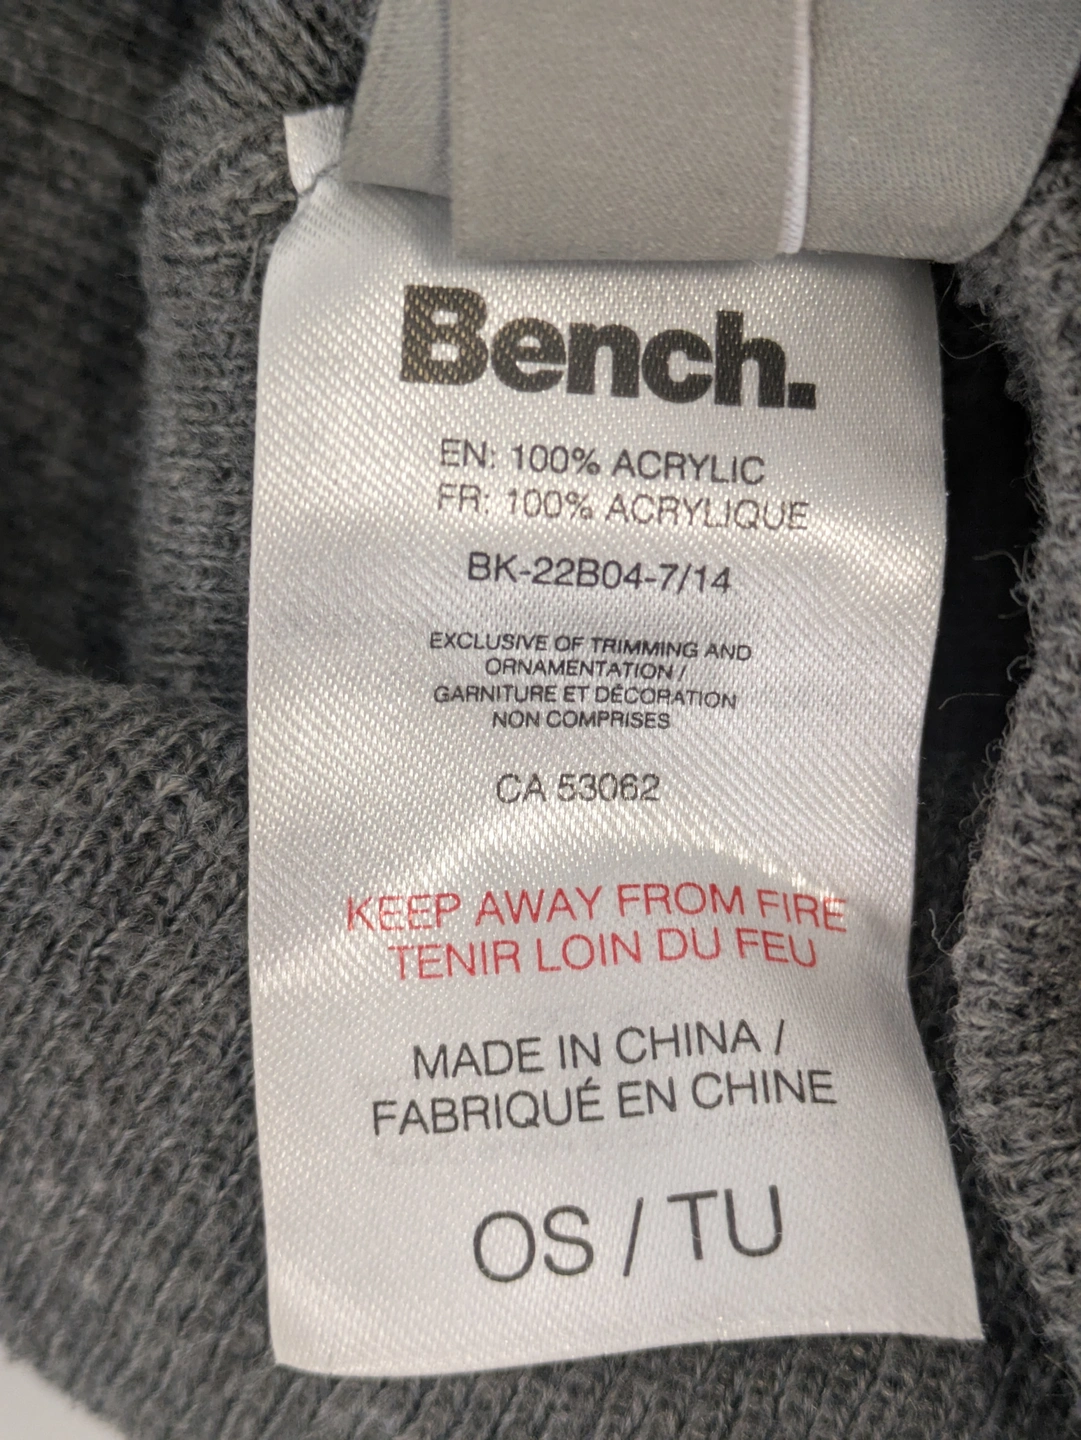 Bench.
EN: 100% ACRYLIC
FR: 100% ACRYLIQUE
BK-22B04-7/14
EXCLUSIVE OF TRIMMING AND
ORNAMENTATION /
GARNITURE ET DÉCORATION
NON COMPRISES
CA 53062
KEEP AWAY FROM FIRE
TENIR LOIN DU FEU
MADE IN CHINA /
FABRIQUÉ EN CHINE
OS / TU